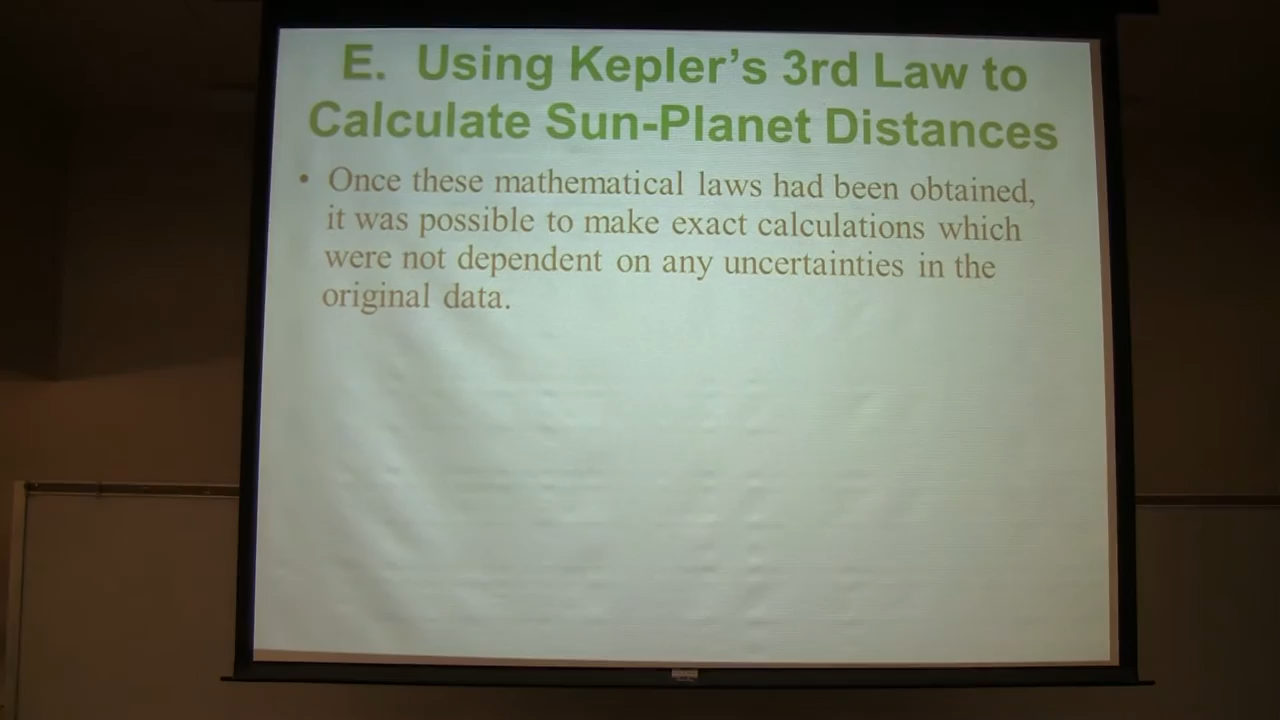 E. Using Kepler's 3rd Law to
Calculate Sun-Planet Distances
• Once these mathematical laws had been obtained,
it was possible to make exact calculations which
were not dependent on any uncertainties in the
original data.